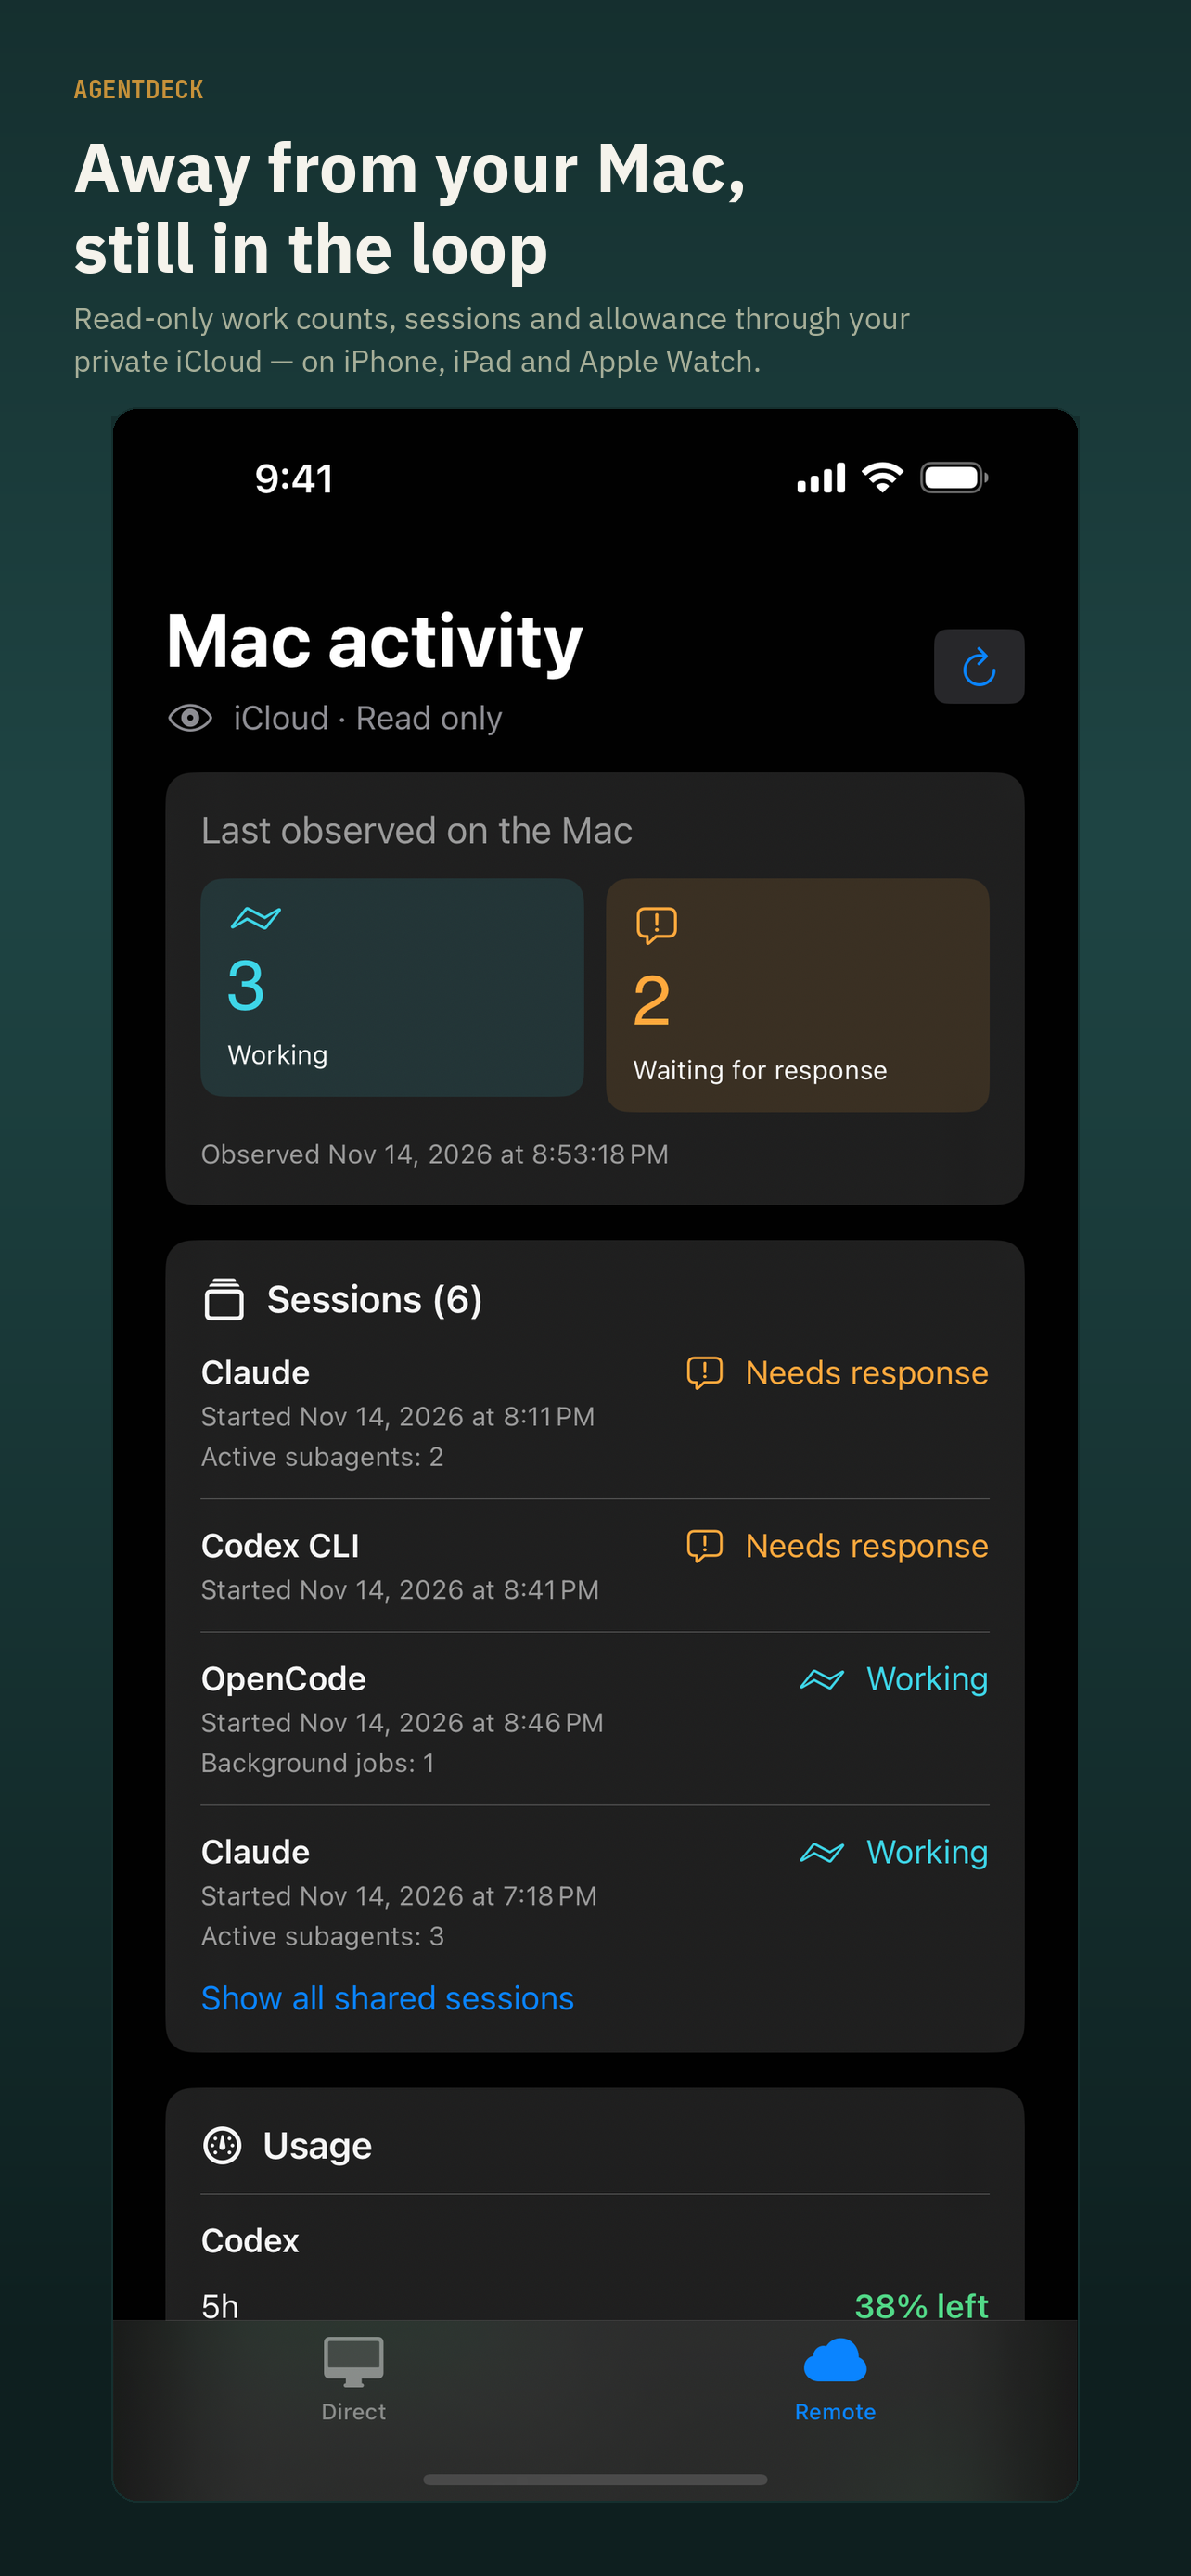 AGENTDECK
Away from your Mac,
still in the loop
Read-only work counts, sessions and allowance through your
private iCloud — on iPhone, iPad and Apple Watch.
9:41
Mac activity
iCloud · Read only
Last observed on the Mac
3
Working
2
Waiting for response
Observed Nov 14, 2026 at 8:53:18 PM
Sessions (6)
Claude
Needs response
Started Nov 14, 2026 at 8:11 PM
Active subagents: 2
Codex CLI
Needs response
Started Nov 14, 2026 at 8:41 PM
OpenCode
Working
Started Nov 14, 2026 at 8:46 PM
Background jobs: 1
Claude
Working
Started Nov 14, 2026 at 7:18 PM
Active subagents: 3
Show all shared sessions
Usage
Codex
5h
38% left
Direct
Remote